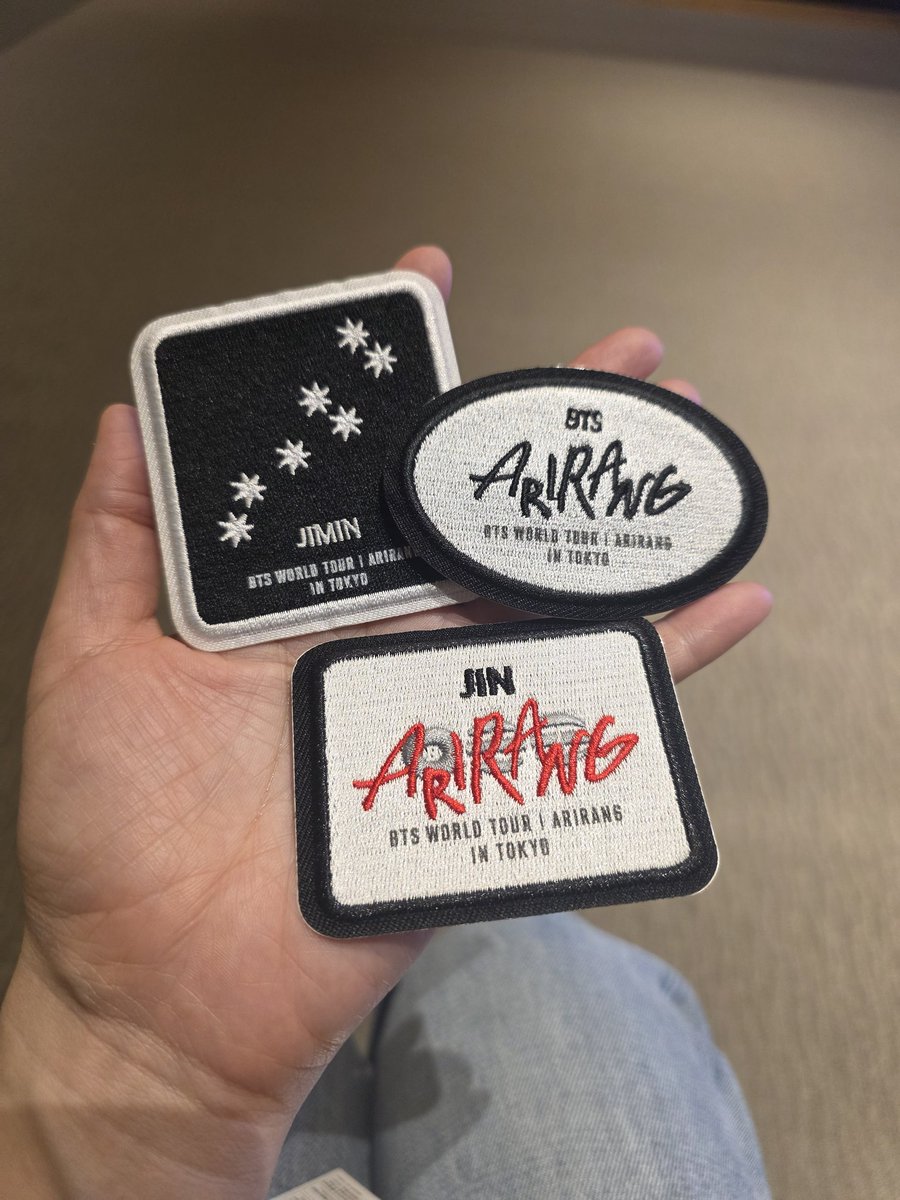 JIMIN
BTS WORLD TOUR | ARIRAN
IN TOKYO
BTS
ARIRANG
BTS WORLD TOUR | ARIRANG
IN TOKYO
JIN
ARIRANG
BTS WORLD TOUR | ARIRANG
IN TOKYO